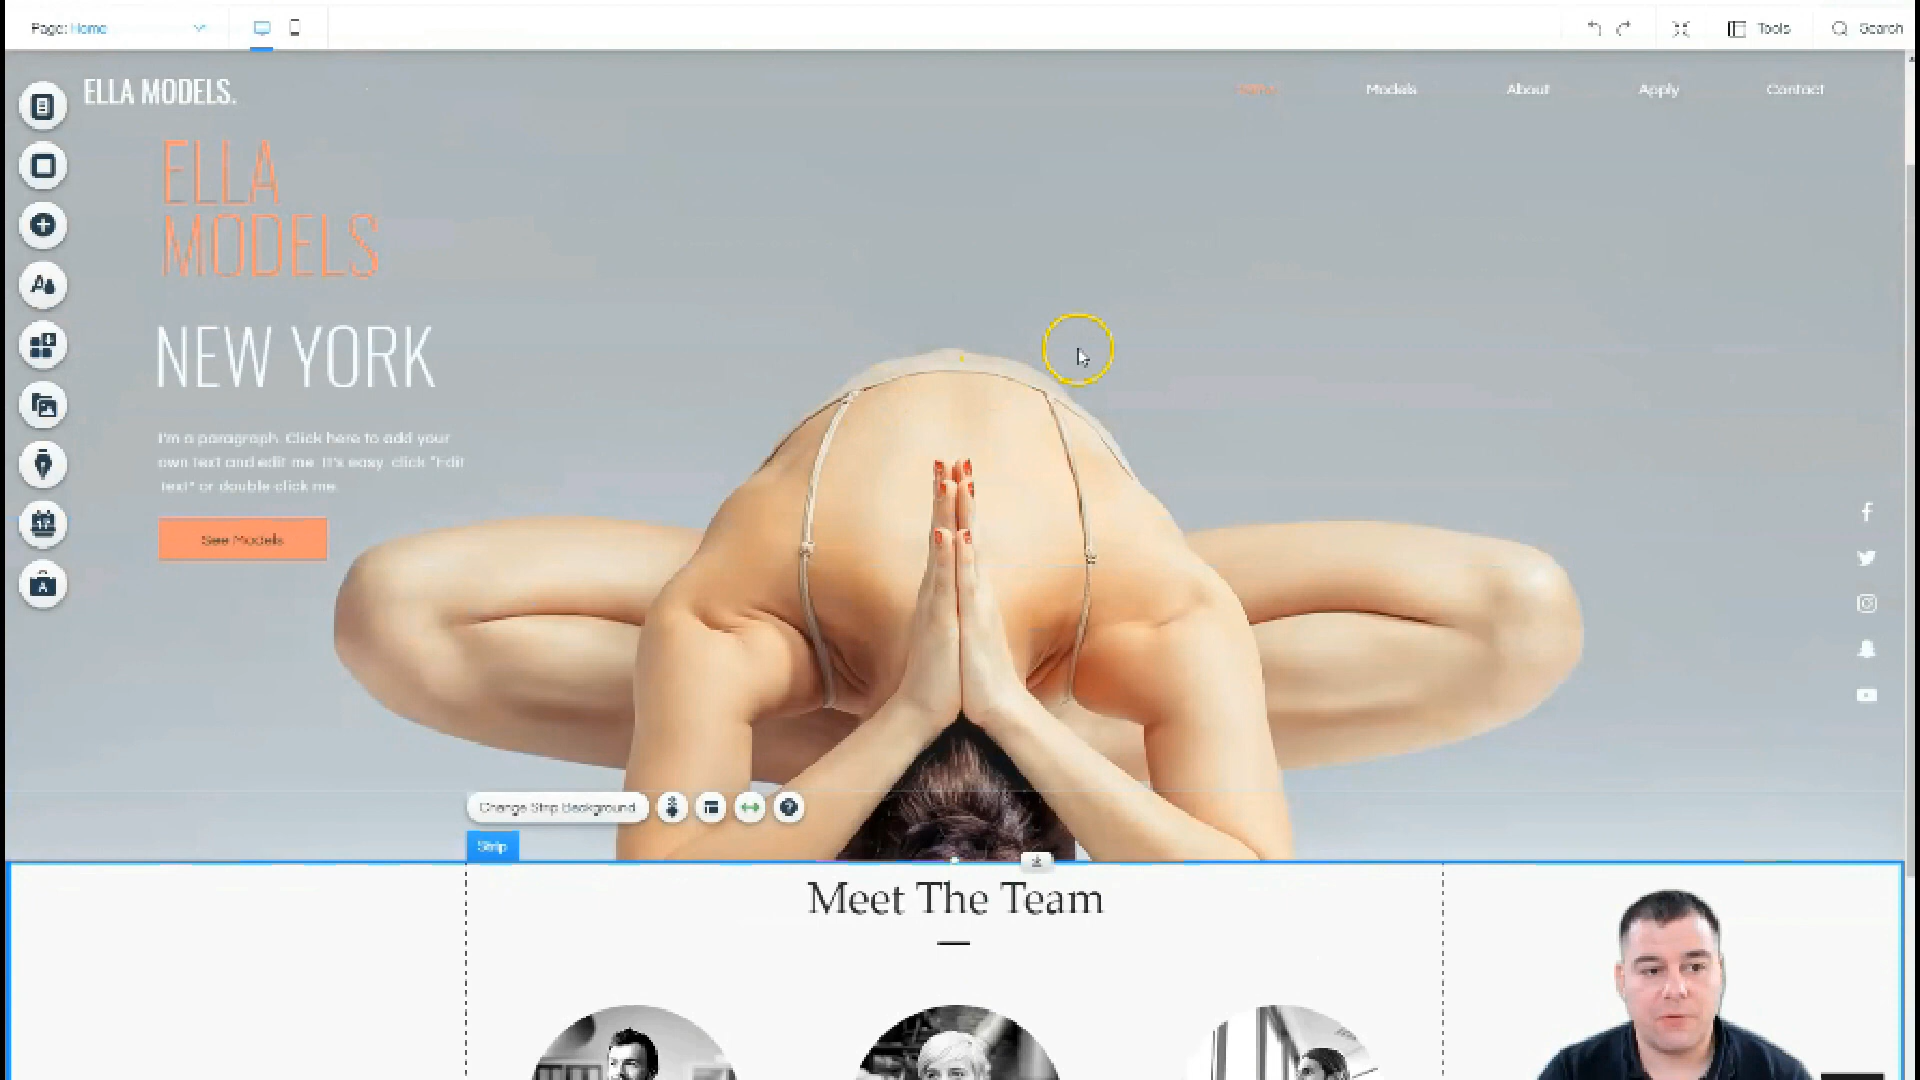 Page: Home
Tools
Search
ELLA MODELS.
Home
Models
About
Apply
Contact
ELLA
MODELS
NEW YORK
I'm a paragraph. Click here to add your
own text and edit me. It's easy. click "Edit
Text" or double click me.
See Models
Change Strip Background
Strip
Meet The Team